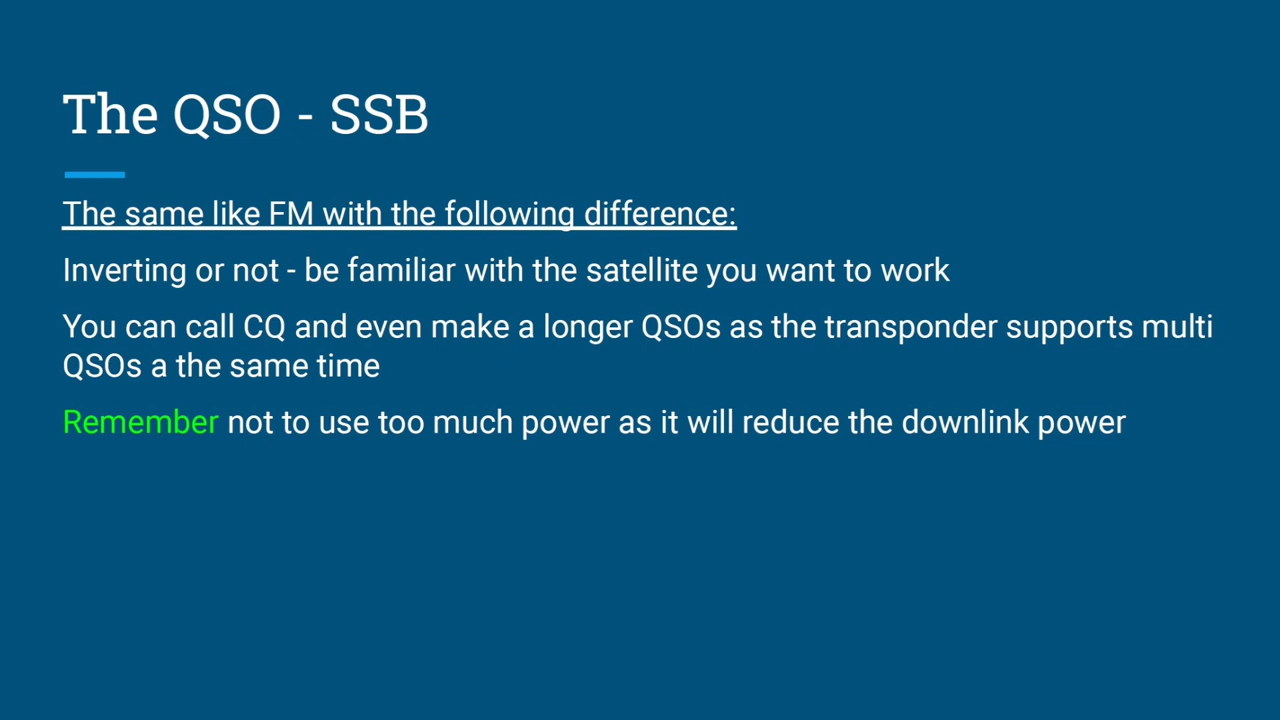 The QSO - SSB
The same like FM with the following difference:
Inverting or not - be familiar with the satellite you want to work
You can call CQ and even make a longer QSOs as the transponder supports multi
QSOs a the same time
Remember not to use too much power as it will reduce the downlink power